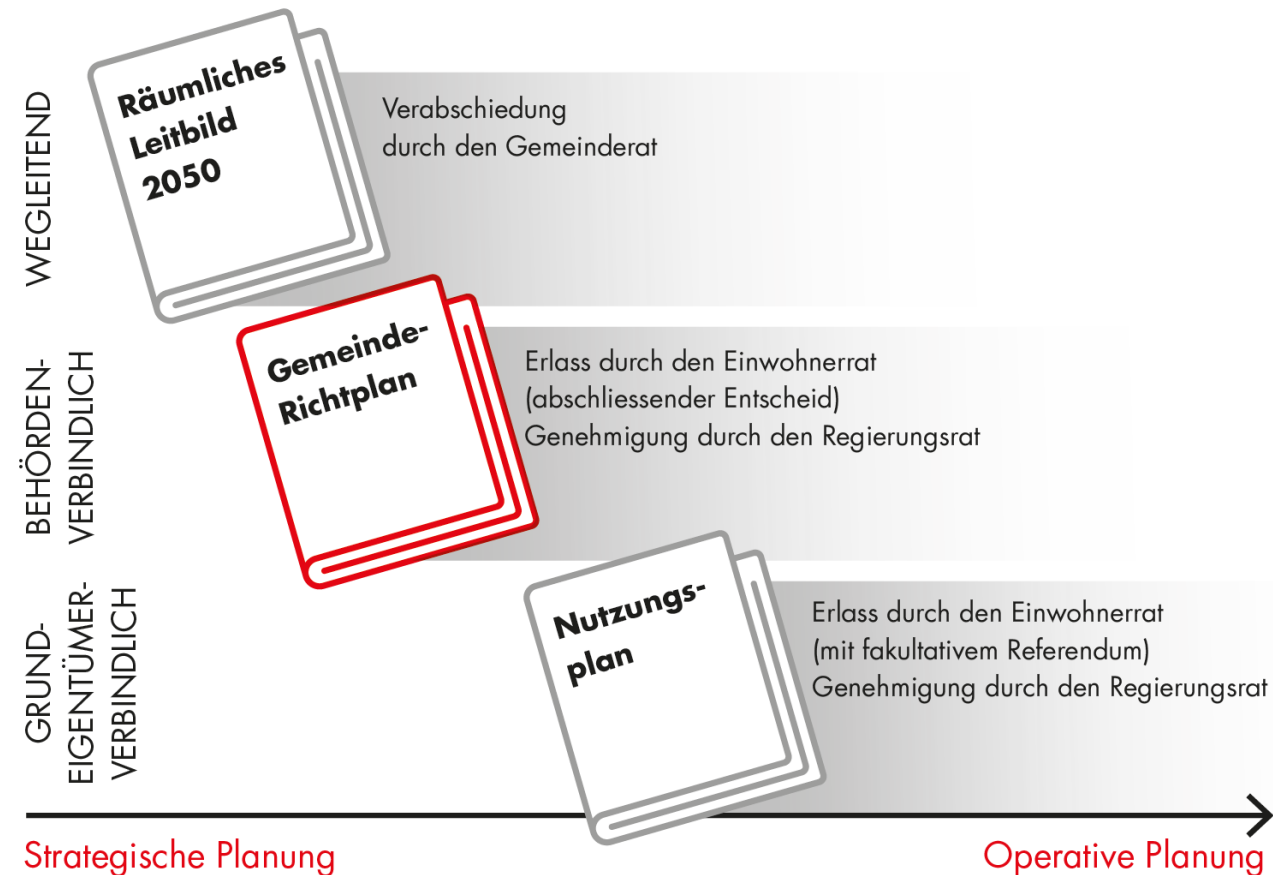 WEGLEITEND
Räumliches
Leitbild
2050
Verabschiedung
durch den Gemeinderat
BEHÖRDEN-
VERBINDLICH
Gemeinde-
Richtplan
Erlass durch den Einwohnerrat
(abschliessender Entscheid)
Genehmigung durch den Regierungsrat
GRUND-
EIGENTÜMER-
VERBINDLICH
Nutzungs-
plan
Erlass durch den Einwohnerrat
(mit fakultativem Referendum)
Genehmigung durch den Regierungsrat
Strategische Planung
Operative Planung